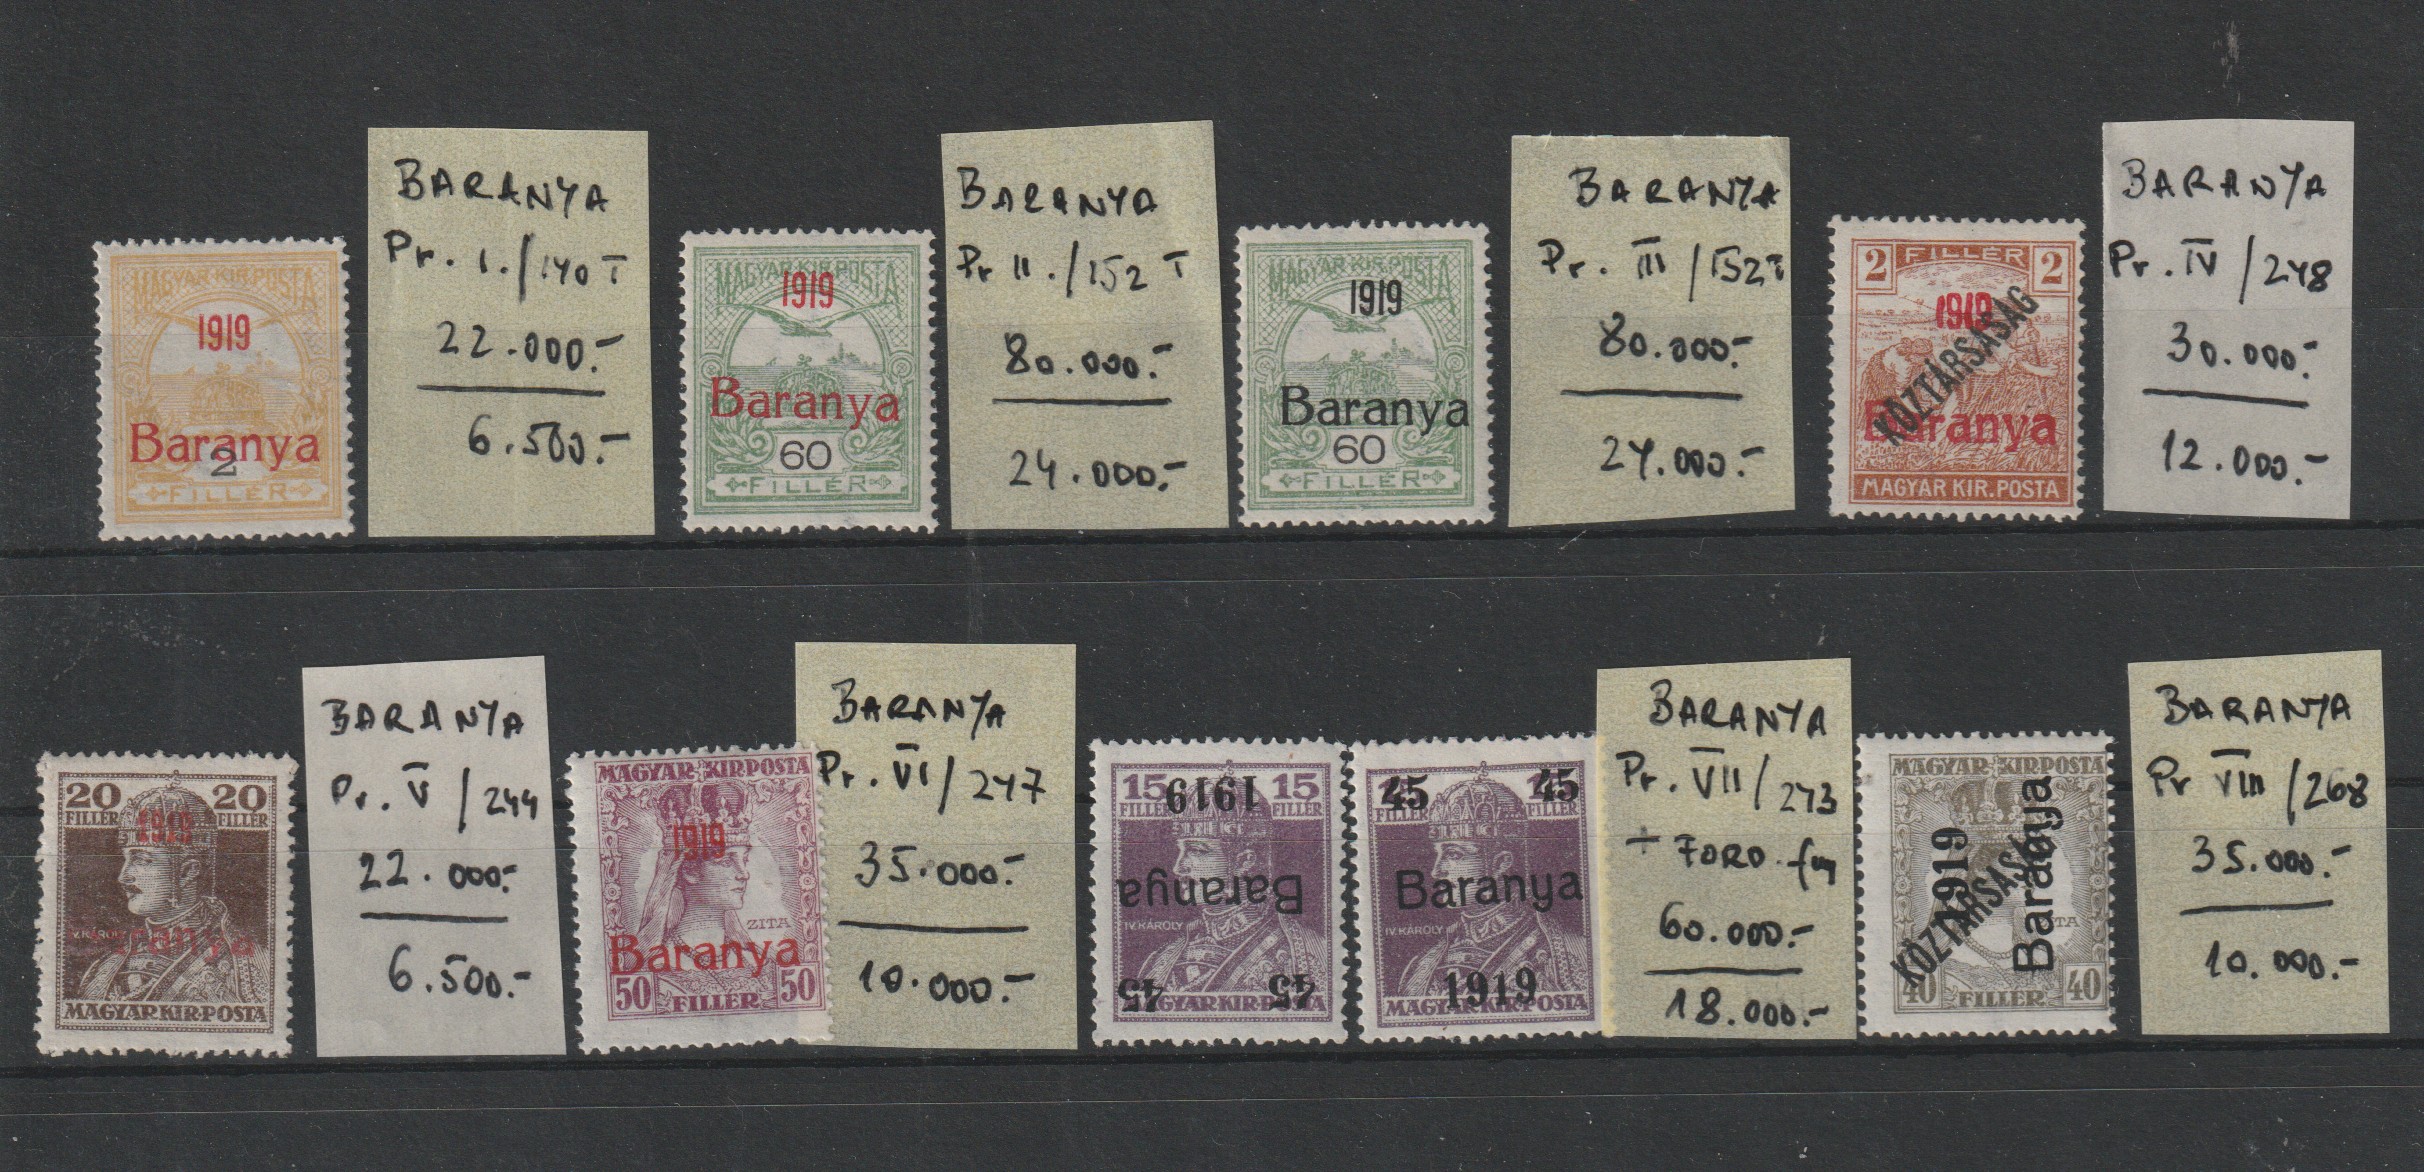 MAGYAR KIR. POSTA
1919
Baranya
2
FILLÉR
BARANYA
Pr. I./140 T
22.000.-
6.500.-
MAGYAR KIR. POSTA
1919
Baranya
60
FILLÉR
BARANYA
Pr II./152 T
80.000.-
24.000.-
MAGYAR KIR. POSTA
1919
Baranya
60
FILLÉR
BARANYA
Pr. III /152 T
80.000.-
24.000.-
2 FILLÉR 2
1919
KÖZTÁRSASÁG
Baranya
MAGYAR KIR. POSTA
BARANYA
Pr. IV /248
30.000.-
12.000.-
20 20
FILLÉR FILLÉR
1919
Baranya
MAGYAR KIR. POSTA
BARANYA
Pr. V /244
22.000.-
6.500.-
MAGYAR KIR. POSTA
1919
ZITA
Baranya
50 FILLÉR 50
BARANYA
Pr. VI /247
35.000.-
10.000.-
15 1919 15
FILLÉR FILLÉR
Baranya
IV. KÁROLY
45 45
MAGYAR KIR. POSTA
45 45
FILLÉR FILLÉR
Baranya
IV. KÁROLY
1919
MAGYAR KIR. POSTA
BARANYA
Pr. VII /243
+ FORD.
60.000.-
18.000.-
MAGYAR KIR. POSTA
1919
Baranya
KÖZTÁRSASÁG
40 FILLÉR 40
BARANYA
Pr VIII /268
35.000.-
10.000.-